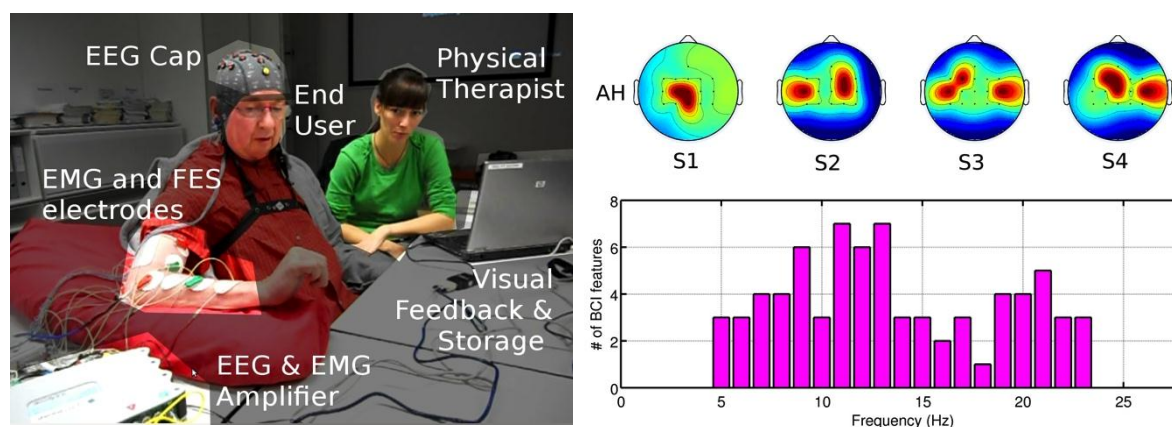 EEG Cap
End
User
Physical
Therapist
EMG and FES
electrodes
Visual
Feedback &
Storage
EEG & EMG
Amplifier
AH
S1
S2
S3
S4
# of BCI features
8
6
4
2
0
0
5
10
15
20
25
Frequency (Hz)